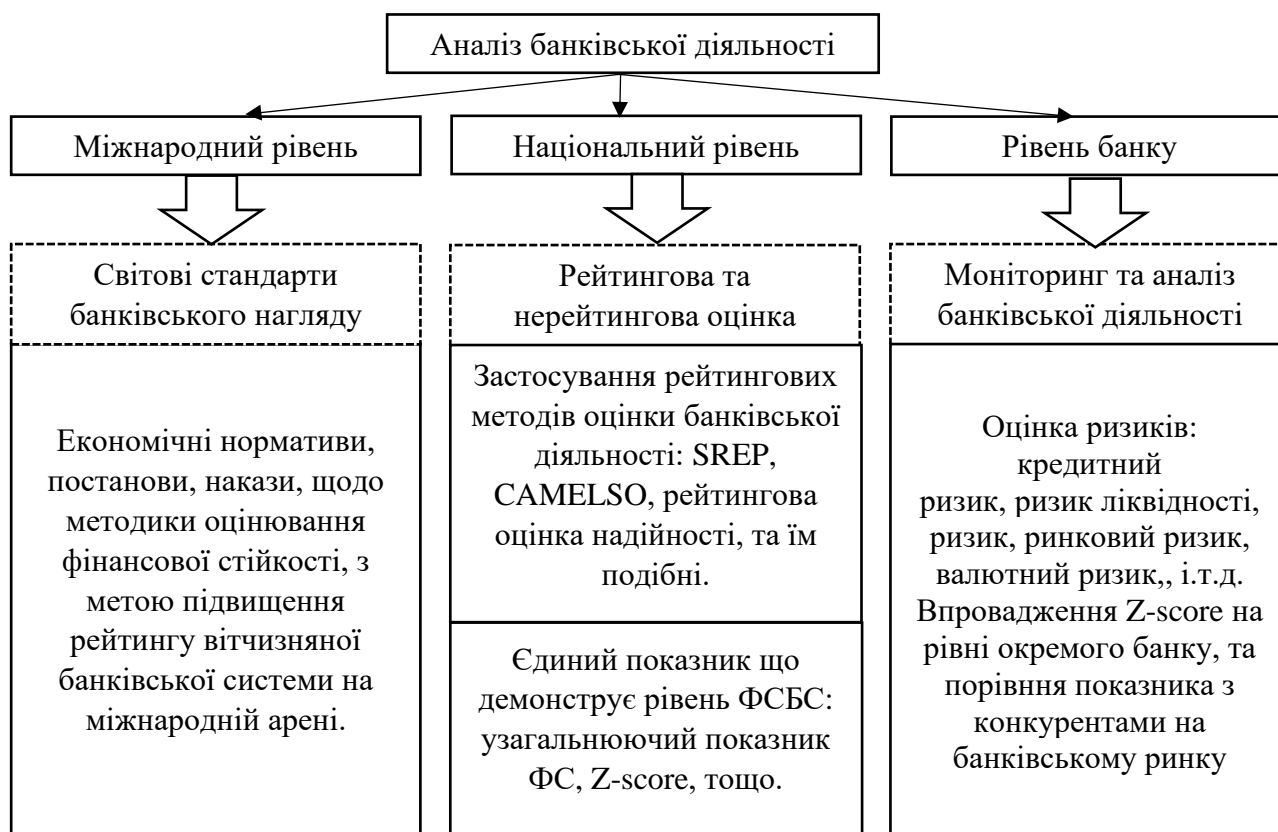 Аналіз банківської діяльності
Міжнародний рівень
Національний рівень
Рівень банку
Світові стандарти
банківського нагляду
Рейтингова та
нерейтингова оцінка
Моніторинг та аналіз
банківської діяльності
Економічні нормативи,
постанови, накази, щодо
методики оцінювання
фінансової стійкості, з
метою підвищення
рейтингу вітчизняної
банківської системи на
міжнародній арені.
Застосування рейтингових
методів оцінки банківської
діяльності: SREP,
CAMELSO, рейтингова
оцінка надійності, та їм
подібні.
Єдиний показник що
демонструє рівень ФСБС:
узагальнюючий показник
ФС, Z-score, тощо.
Оцінка ризиків:
кредитний
ризик, ризик ліквідності,
ризик, ринковий ризик,
валютний ризик,, і.т.д.
Впровадження Z-score на
рівні окремого банку, та
порівння показника з
конкурентами на
банківському ринку